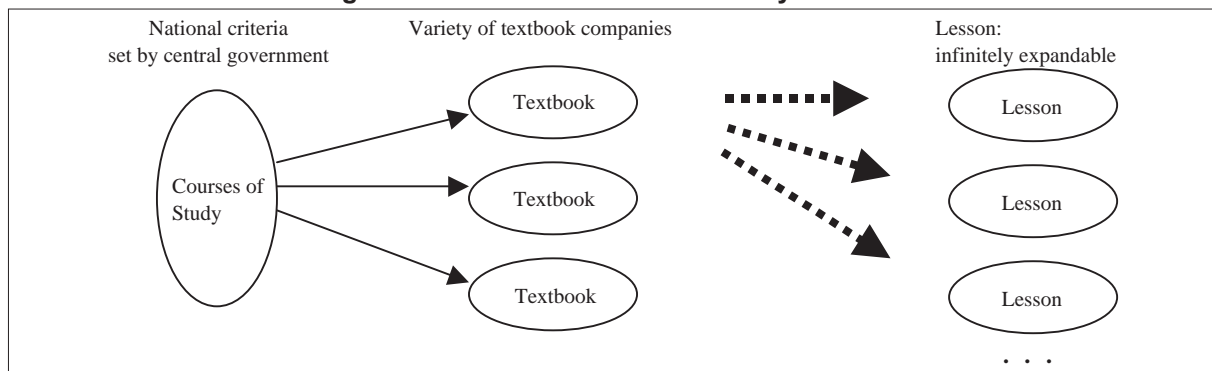 National criteria
set by central government
Variety of textbook companies
Lesson:
infinitely expandable
Courses of
Study
Textbook
Textbook
Textbook
Lesson
Lesson
Lesson
. . .